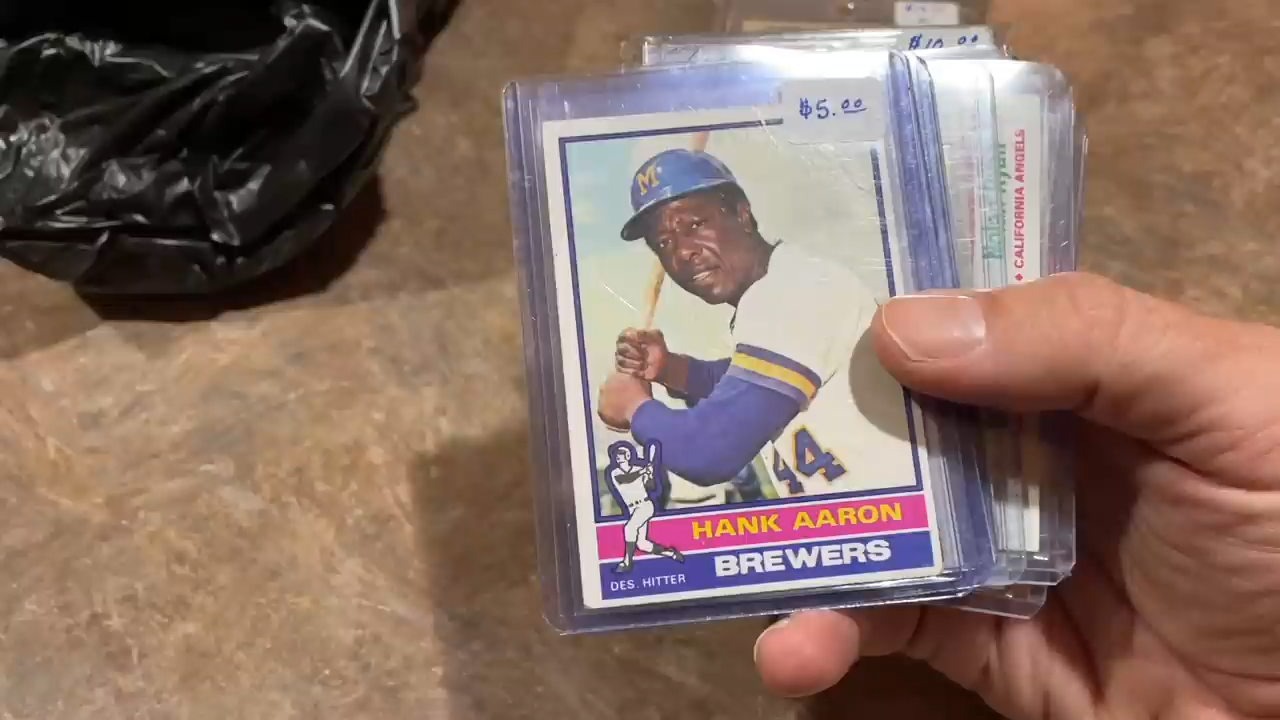 $10.00
$5.00
M
44
HANK AARON
BREWERS
DES. HITTER
♦ CALIFORNIA ANGELS